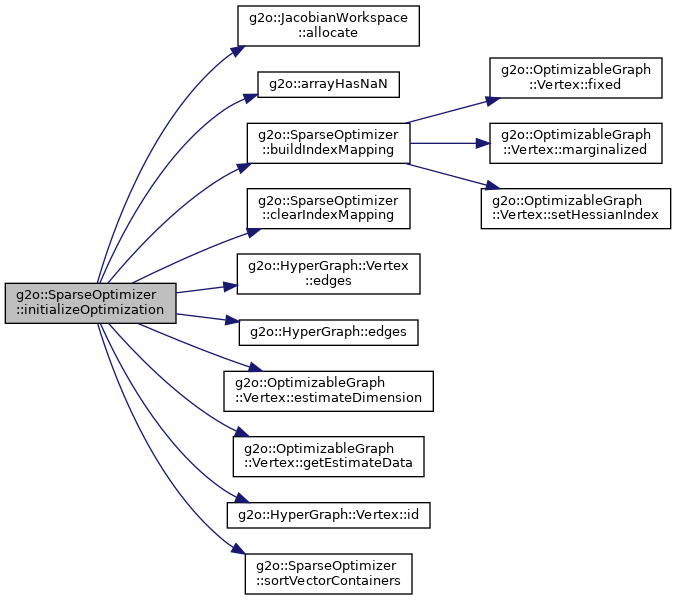 g2o::JacobianWorkspace
::allocate
g2o::arrayHasNaN
g2o::OptimizableGraph
::Vertex::fixed
g2o::SparseOptimizer
::buildIndexMapping
g2o::OptimizableGraph
::Vertex::marginalized
g2o::SparseOptimizer
::clearIndexMapping
g2o::OptimizableGraph
::Vertex::setHessianIndex
g2o::HyperGraph::Vertex
::edges
g2o::SparseOptimizer
::initializeOptimization
g2o::HyperGraph::edges
g2o::OptimizableGraph
::Vertex::estimateDimension
g2o::OptimizableGraph
::Vertex::getEstimateData
g2o::HyperGraph::Vertex::id
g2o::SparseOptimizer
::sortVectorContainers